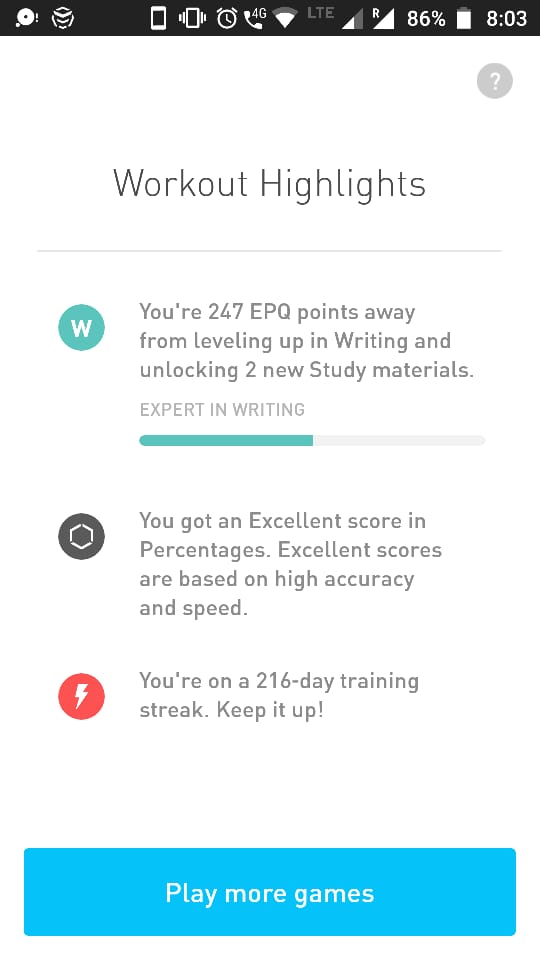 4G LTE R 86% 8:03
?
Workout Highlights
W
You're 247 EPQ points away
from leveling up in Writing and
unlocking 2 new Study materials.
EXPERT IN WRITING
You got an Excellent score in
Percentages. Excellent scores
are based on high accuracy
and speed.
You're on a 216-day training
streak. Keep it up!
Play more games